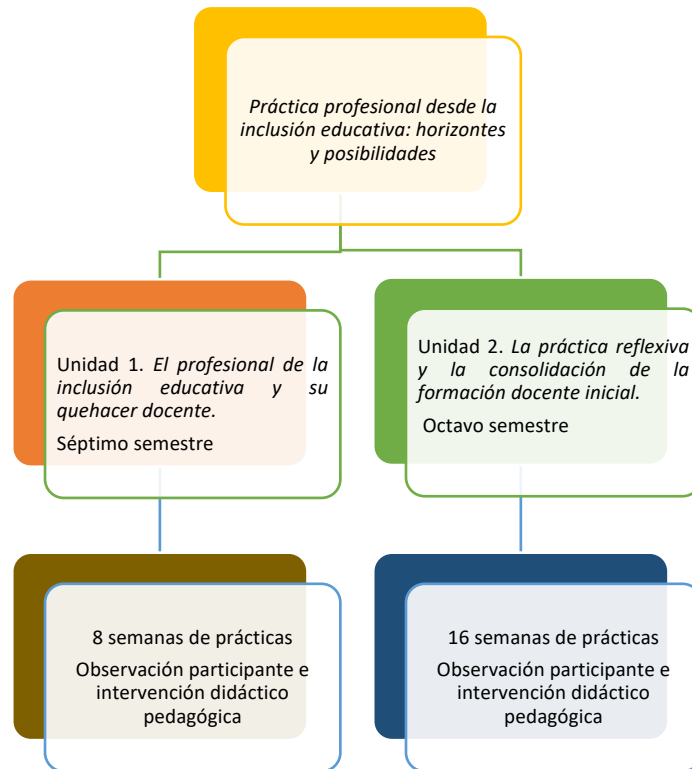 Práctica profesional desde la
inclusión educativa: horizontes
y posibilidades
Unidad 1. El profesional de la
inclusión educativa y su
quehacer docente.
Séptimo semestre
Unidad 2. La práctica reflexiva
y la consolidación de la
formación docente inicial.
Octavo semestre
8 semanas de prácticas
Observación participante e
intervención didáctico
pedagógica
16 semanas de prácticas
Observación participante e
intervención didáctico
pedagógica